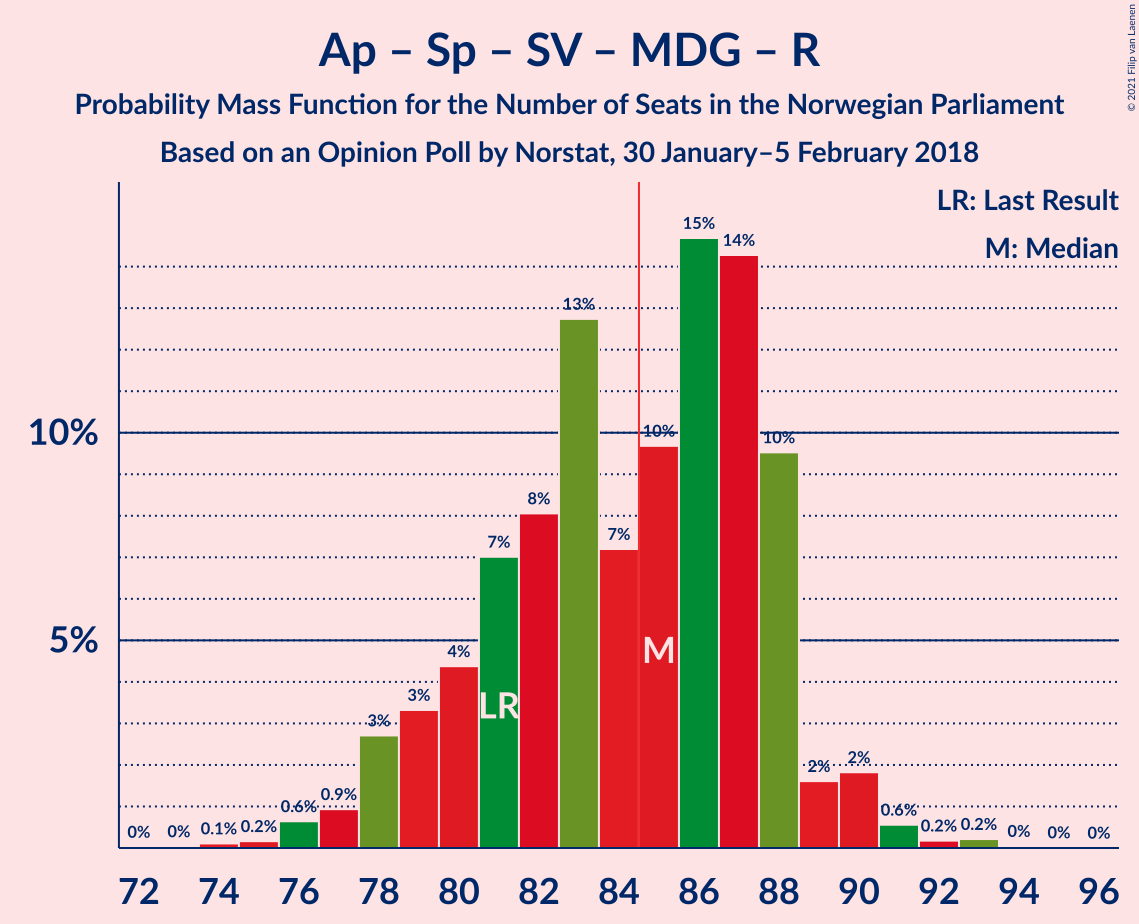 Ap – Sp – SV – MDG – R
Probability Mass Function for the Number of Seats in the Norwegian Parliament
Based on an Opinion Poll by Norstat, 30 January–5 February 2018
© 2021 Filip van Laenen
LR: Last Result
M: Median
10%
5%
0% 0% 0.1% 0.2% 0.6% 0.9% 3% 3% 4% 7% 8% 13% 7% 10% 15% 14% 10% 2% 2% 0.6% 0.2% 0.2% 0% 0% 0%
LR
M
72 74 76 78 80 82 84 86 88 90 92 94 96